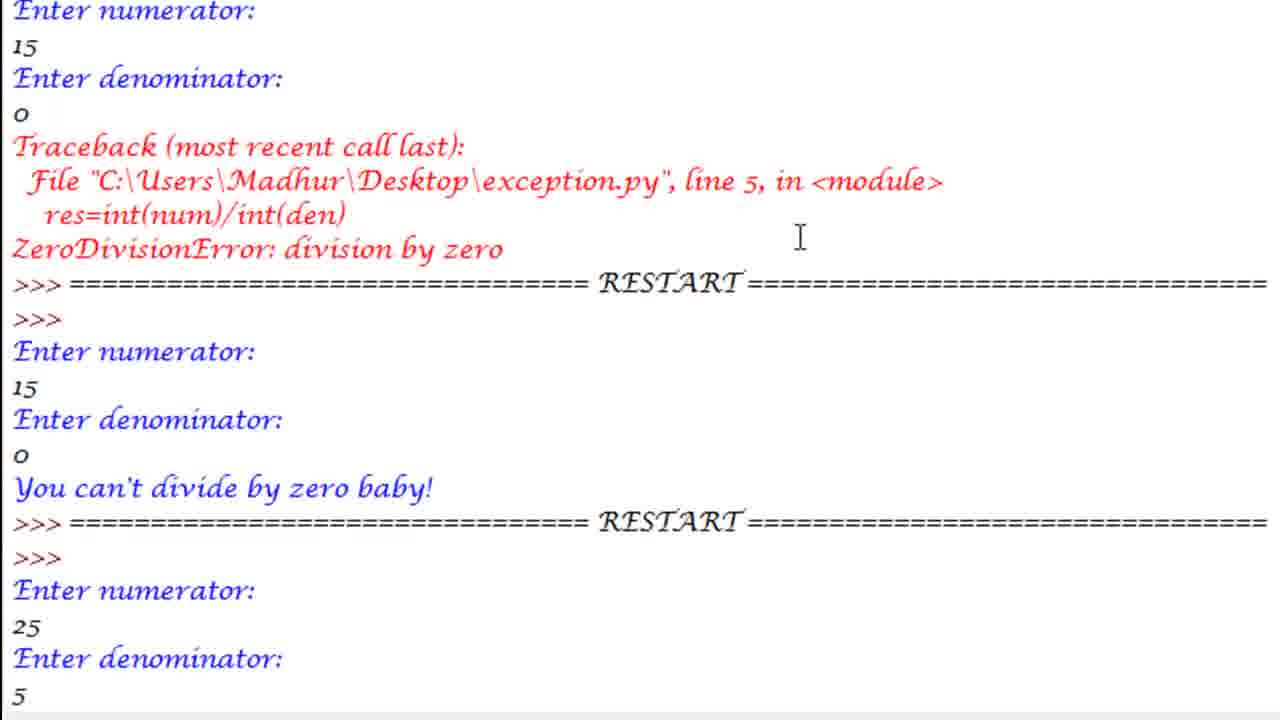 Enter numerator:
15
Enter denominator:
0
Traceback (most recent call last):
File "C:\Users\Madhur\Desktop\exception.py", line 5, in <module>
res=int(num)/int(den)
ZeroDivisionError: division by zero
>>> ================================ RESTART ================================
>>>
Enter numerator:
15
Enter denominator:
0
You can't divide by zero baby!
>>> ================================ RESTART ================================
>>>
Enter numerator:
25
Enter denominator:
5